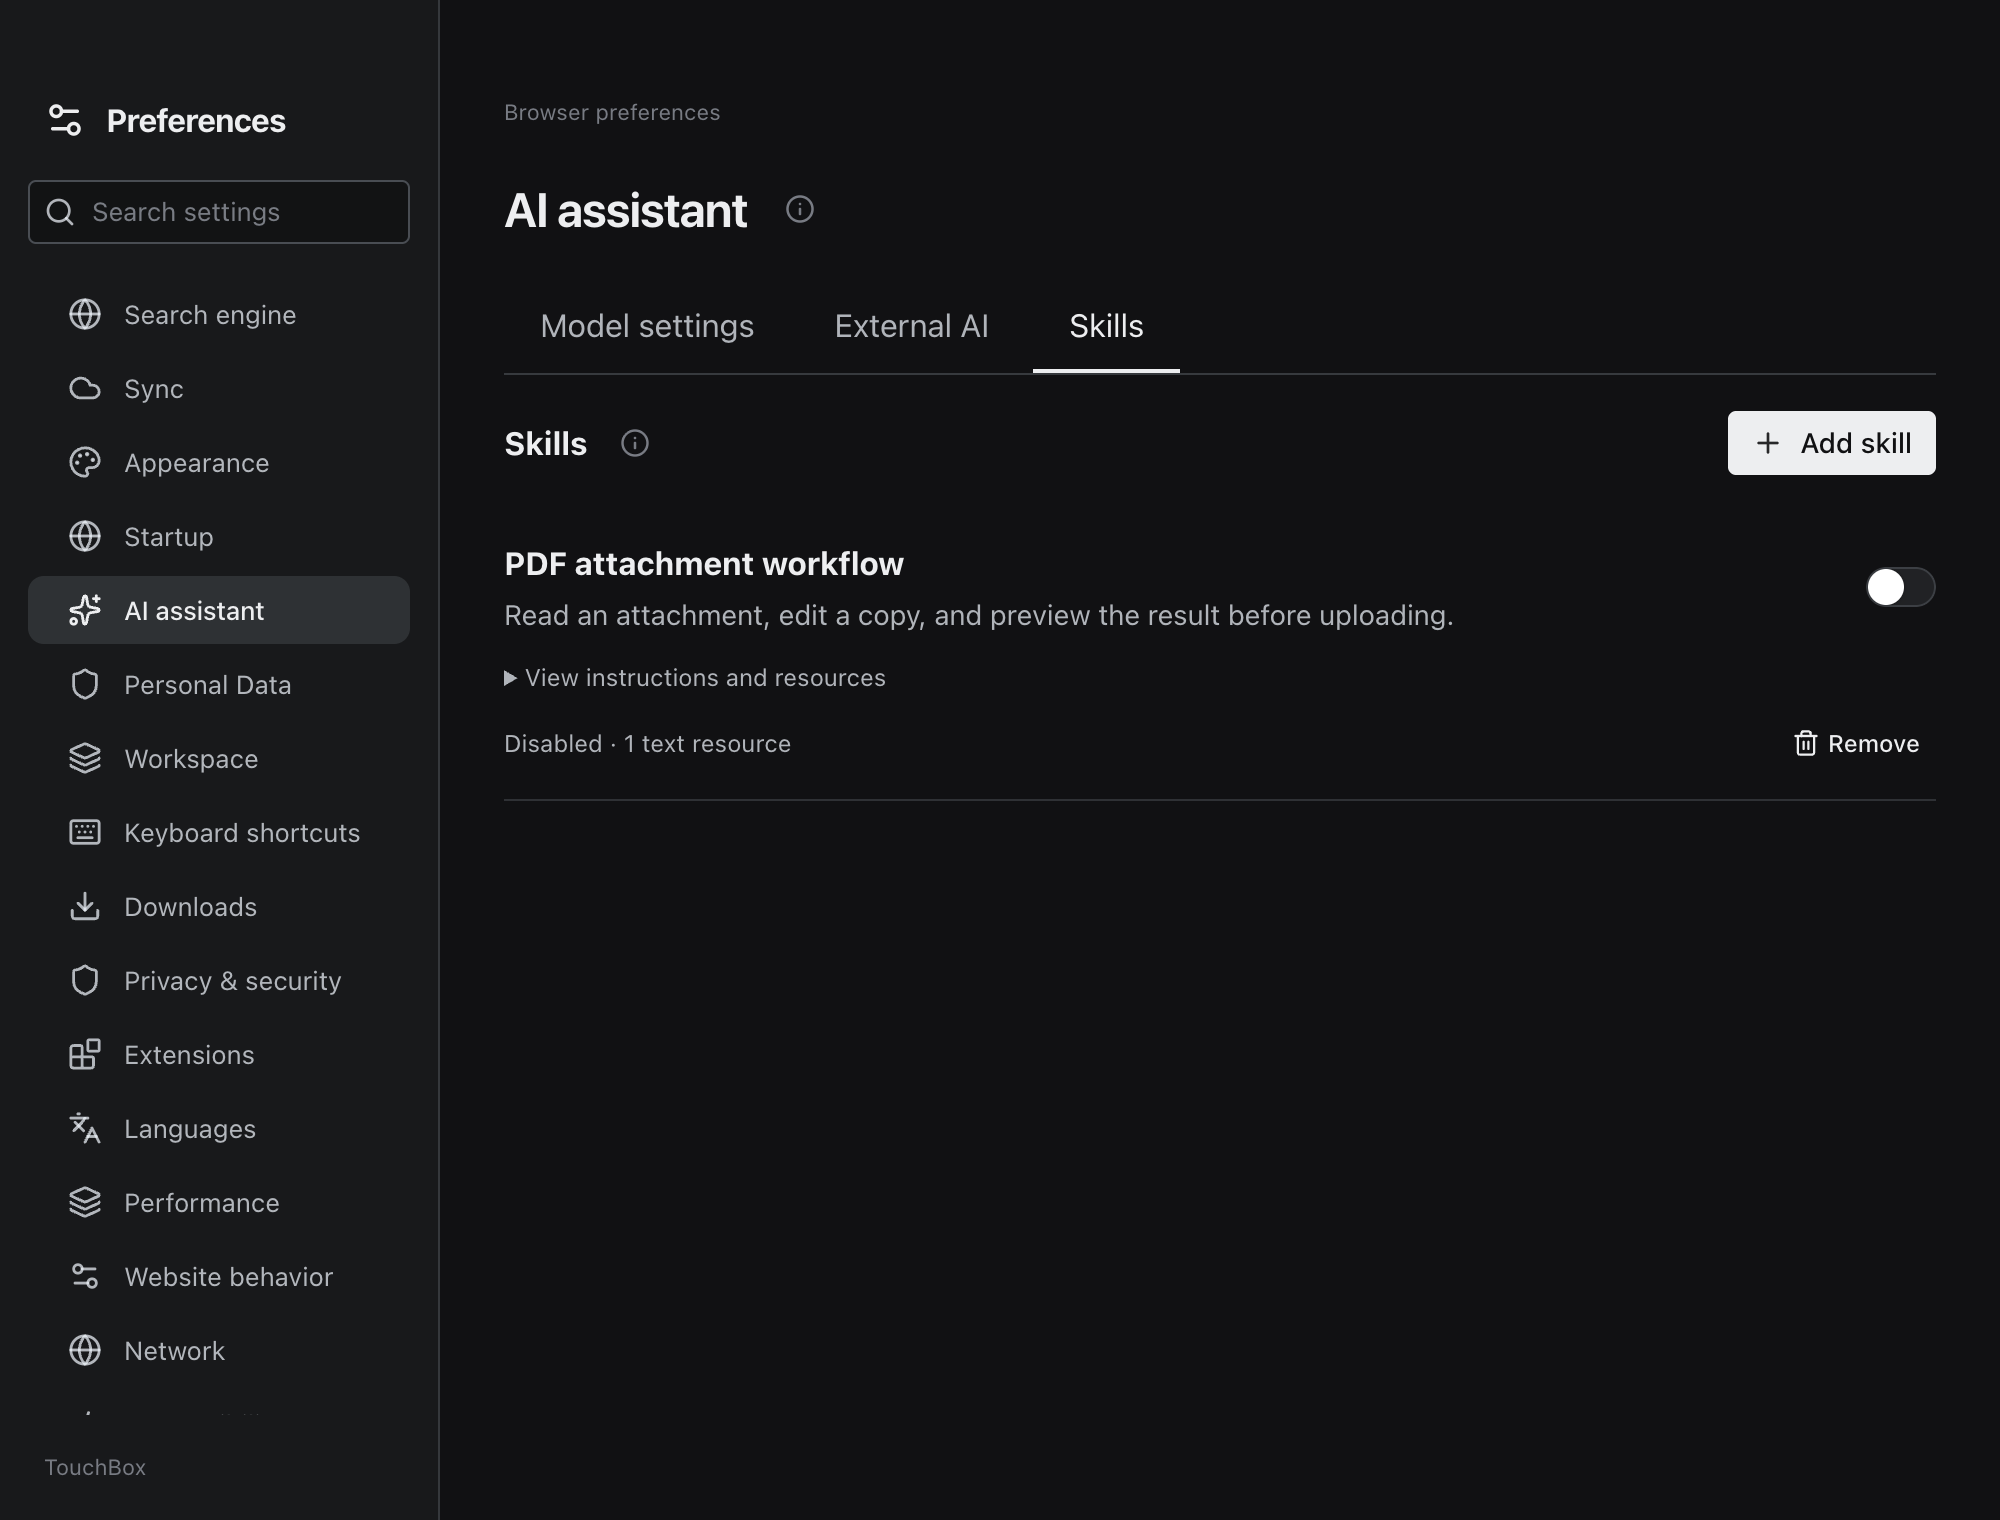 Preferences
Search settings
Search engine
Sync
Appearance
Startup
AI assistant
Personal Data
Workspace
Keyboard shortcuts
Downloads
Privacy & security
Extensions
Languages
Performance
Website behavior
Network
TouchBox
Browser preferences
AI assistant
Model settings External AI Skills
Skills
Add skill
PDF attachment workflow
Read an attachment, edit a copy, and preview the result before uploading.
View instructions and resources
Disabled · 1 text resource
Remove